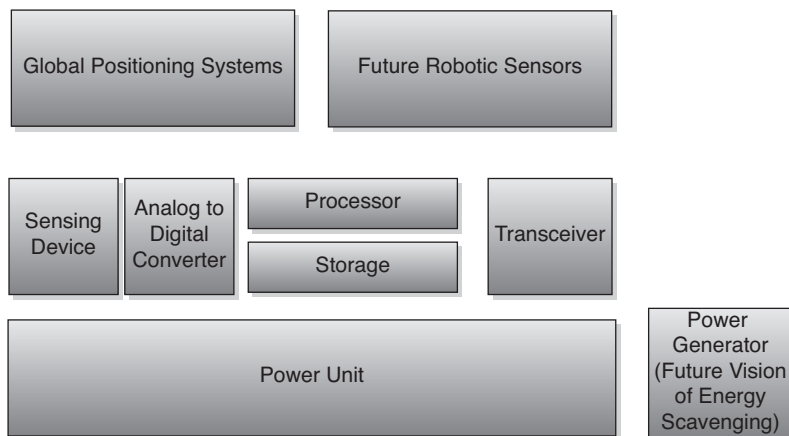 Global Positioning Systems
Future Robotic Sensors
Sensing
Device
Analog to
Digital
Converter
Processor
Storage
Transceiver
Power Unit
Power
Generator
(Future Vision
of Energy
Scavenging)